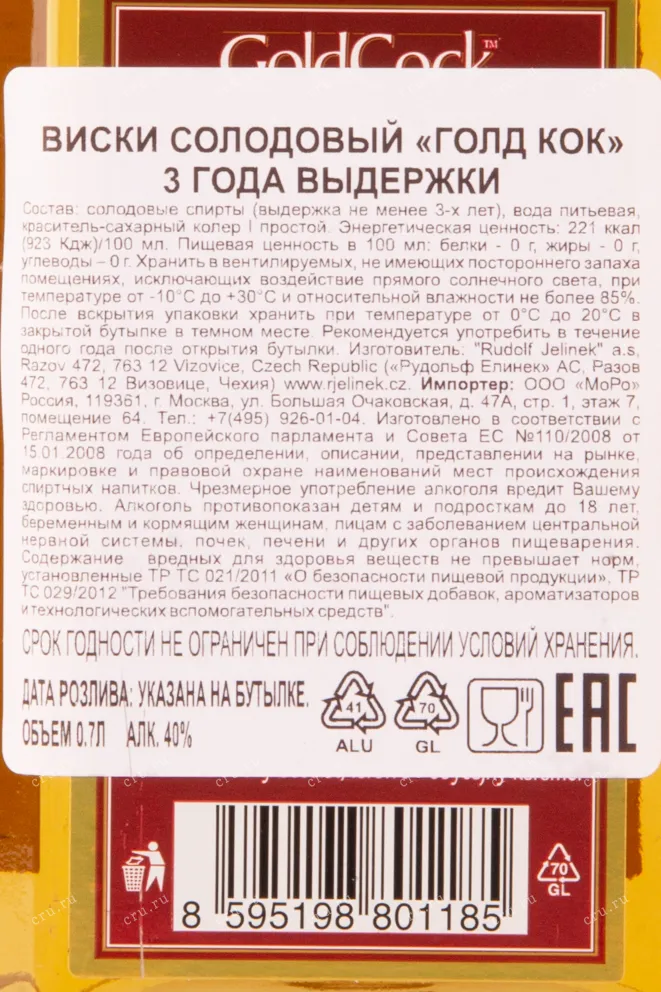 GoldCock™
ВИСКИ СОЛОДОВЫЙ «ГОЛД КОК»
3 ГОДА ВЫДЕРЖКИ
Состав: солодовые спирты (выдержка не менее 3-х лет), вода питьевая,
краситель-сахарный колер I простой. Энергетическая ценность: 221 ккал
(923 Кдж)/100 мл. Пищевая ценность в 100 мл: белки - 0 г, жиры - 0 г,
углеводы – 0 г. Хранить в вентилируемых, не имеющих постороннего запаха
помещениях, исключающих воздействие прямого солнечного света, при
температуре от -10°С до +30°С и относительной влажности не более 85%.
После вскрытия упаковки хранить при температуре от 0°С до 20°С в
закрытой бутылке в темном месте. Рекомендуется употребить в течение
одного года после открытия бутылки. Изготовитель: "Rudolf Jelinek" a.s,
Razov 472, 763 12 Vizovice, Czech Republic («Рудольф Елинек» АС, Разов
472, 763 12 Визовице, Чехия) www.rjelinek.cz. Импортер: ООО «МоРо»
Россия, 119361, г. Москва, ул. Большая Очаковская, д. 47А, стр. 1, этаж 7,
помещение 64. Тел.: +7(495) 926-01-04. Изготовлено в соответствии с
Регламентом Европейского парламента и Совета ЕС №110/2008 от
15.01.2008 года об определении, описании, представлении на рынке,
маркировке и правовой охране наименований мест происхождения
спиртных напитков. Чрезмерное употребление алкоголя вредит Вашему
здоровью. Алкоголь противопоказан детям и подросткам до 18 лет,
беременным и кормящим женщинам, лицам с заболеванием центральной
нервной системы, почек, печени и других органов пищеварения.
Содержание вредных для здоровья веществ не превышает норм,
установленные ТР ТС 021/2011 «О безопасности пищевой продукции», ТР
ТС 029/2012 "Требования безопасности пищевых добавок, ароматизаторов
и технологических вспомогательных средств".
СРОК ГОДНОСТИ НЕ ОГРАНИЧЕН ПРИ СОБЛЮДЕНИИ УСЛОВИЙ ХРАНЕНИЯ.
ДАТА РОЗЛИВА: УКАЗАНА НА БУТЫЛКЕ.
ОБЪЕМ 0.7Л АЛК. 40%
41
ALU
70
GL
EAC
8 595198 801185
70
GL
cru.ru